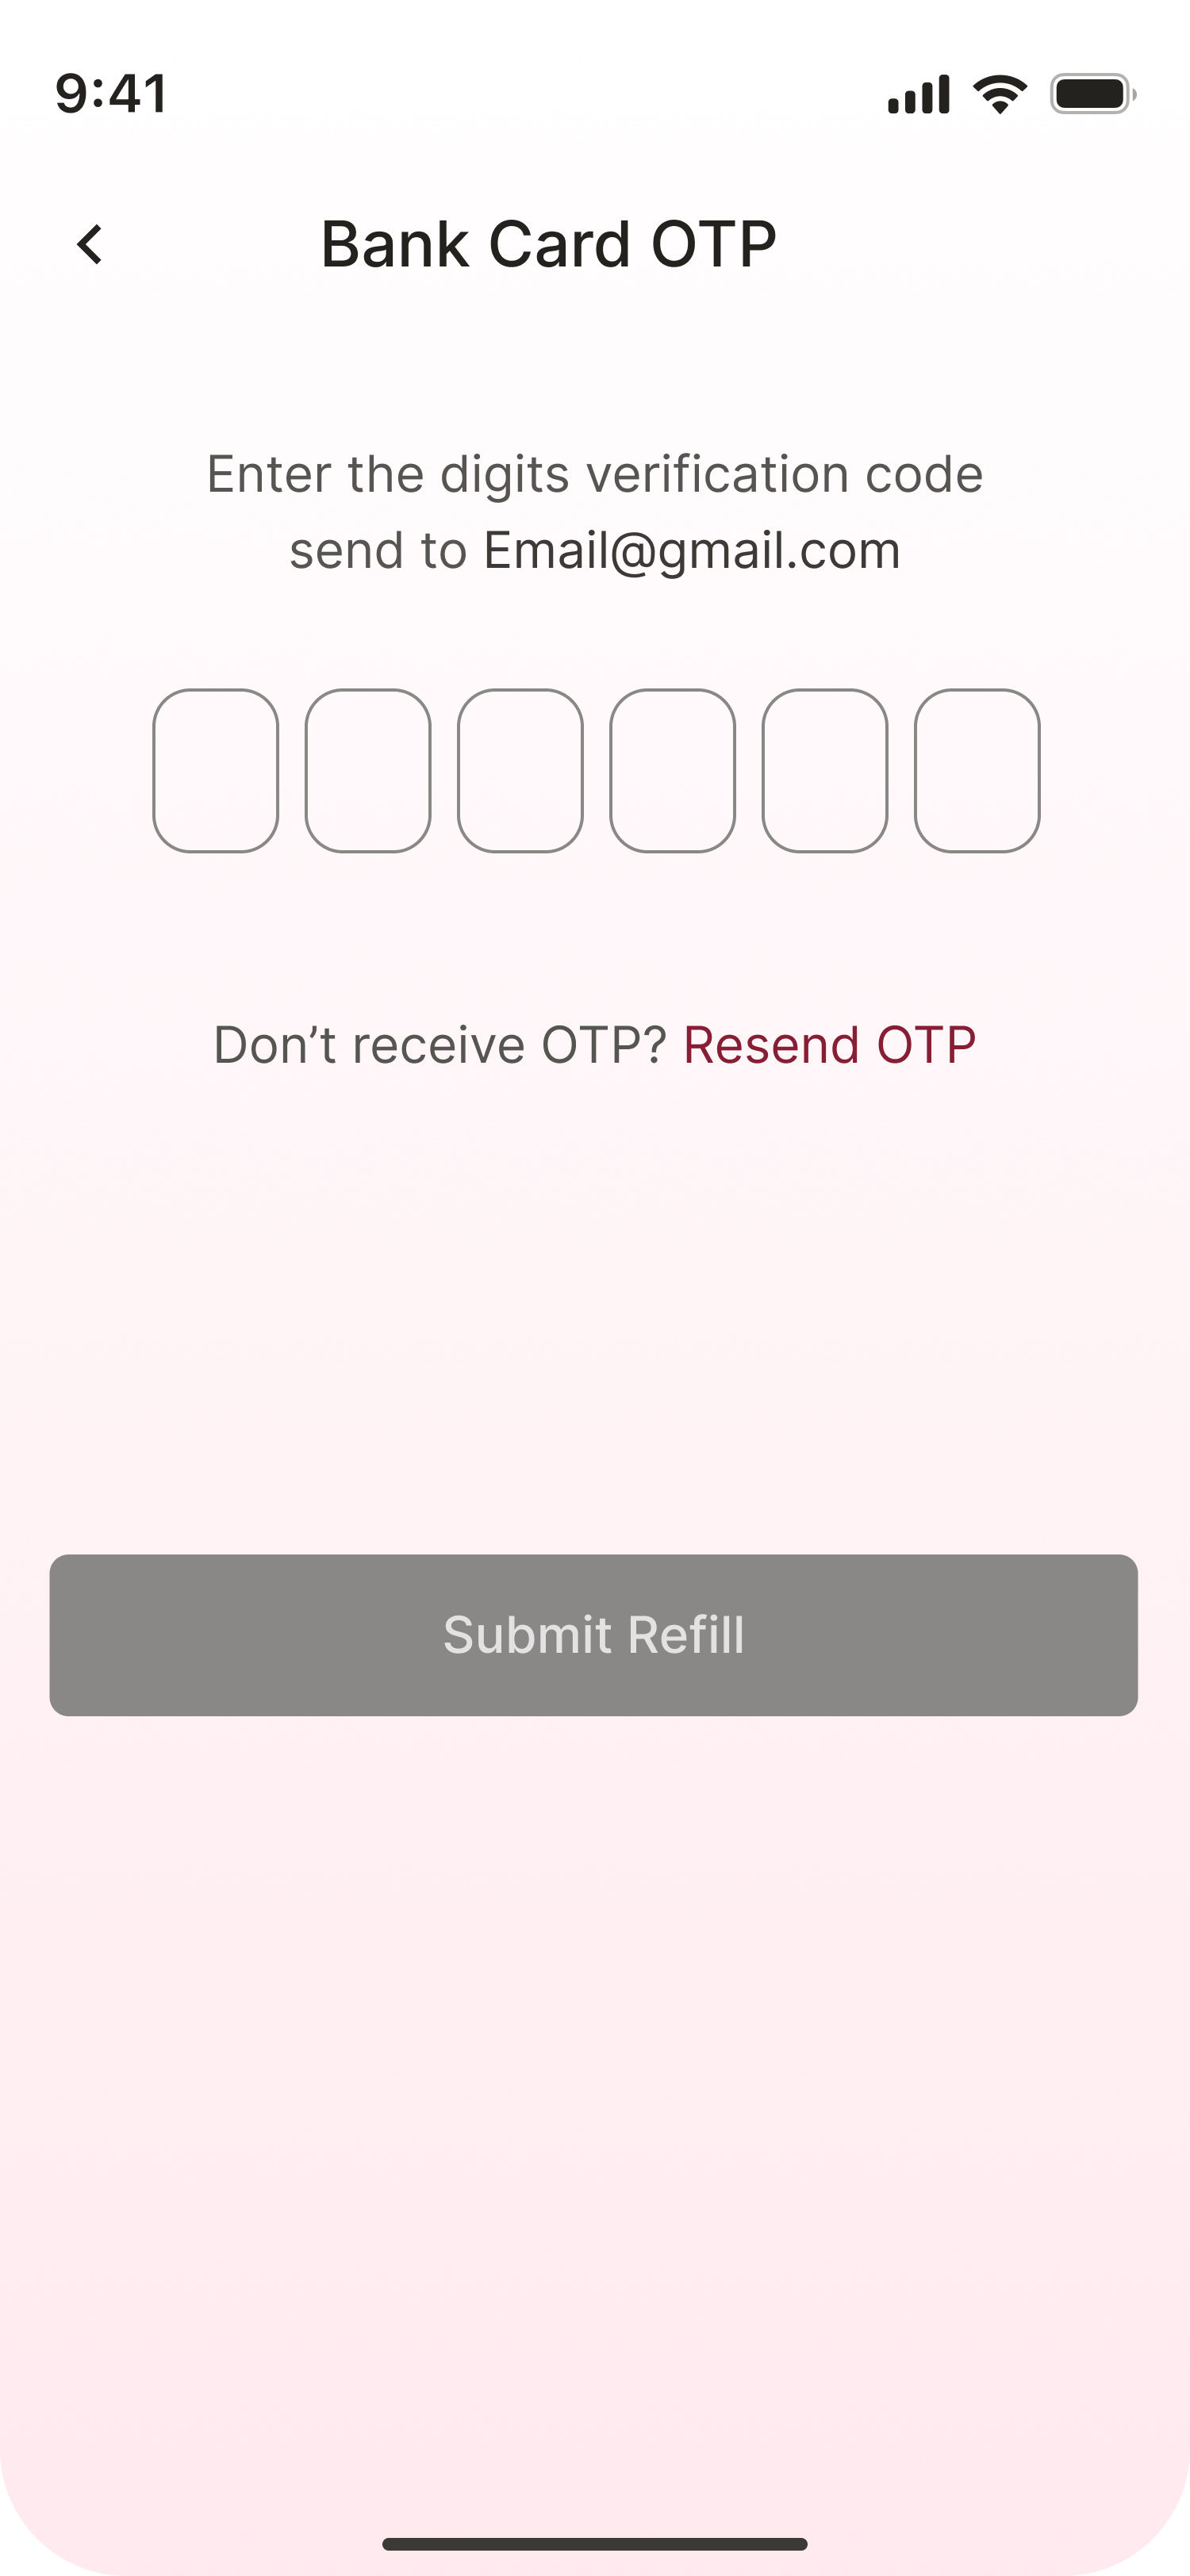 9:41
Bank Card OTP
Enter the digits verification code
send to Email@gmail.com
Don’t receive OTP? Resend OTP
Submit Refill